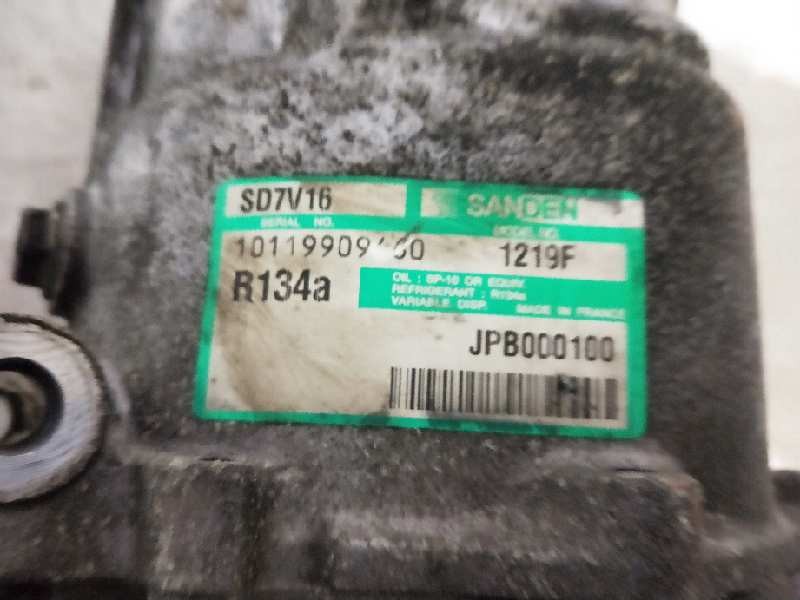 SD7V16 SANDEN
SERIAL NO. MODEL NO.
1219F
R134a
OIL : SP-10 OR EQUIV.
REFRIGERANT : R134a
VARIABLE DISP. MADE IN FRANCE
JPB000100